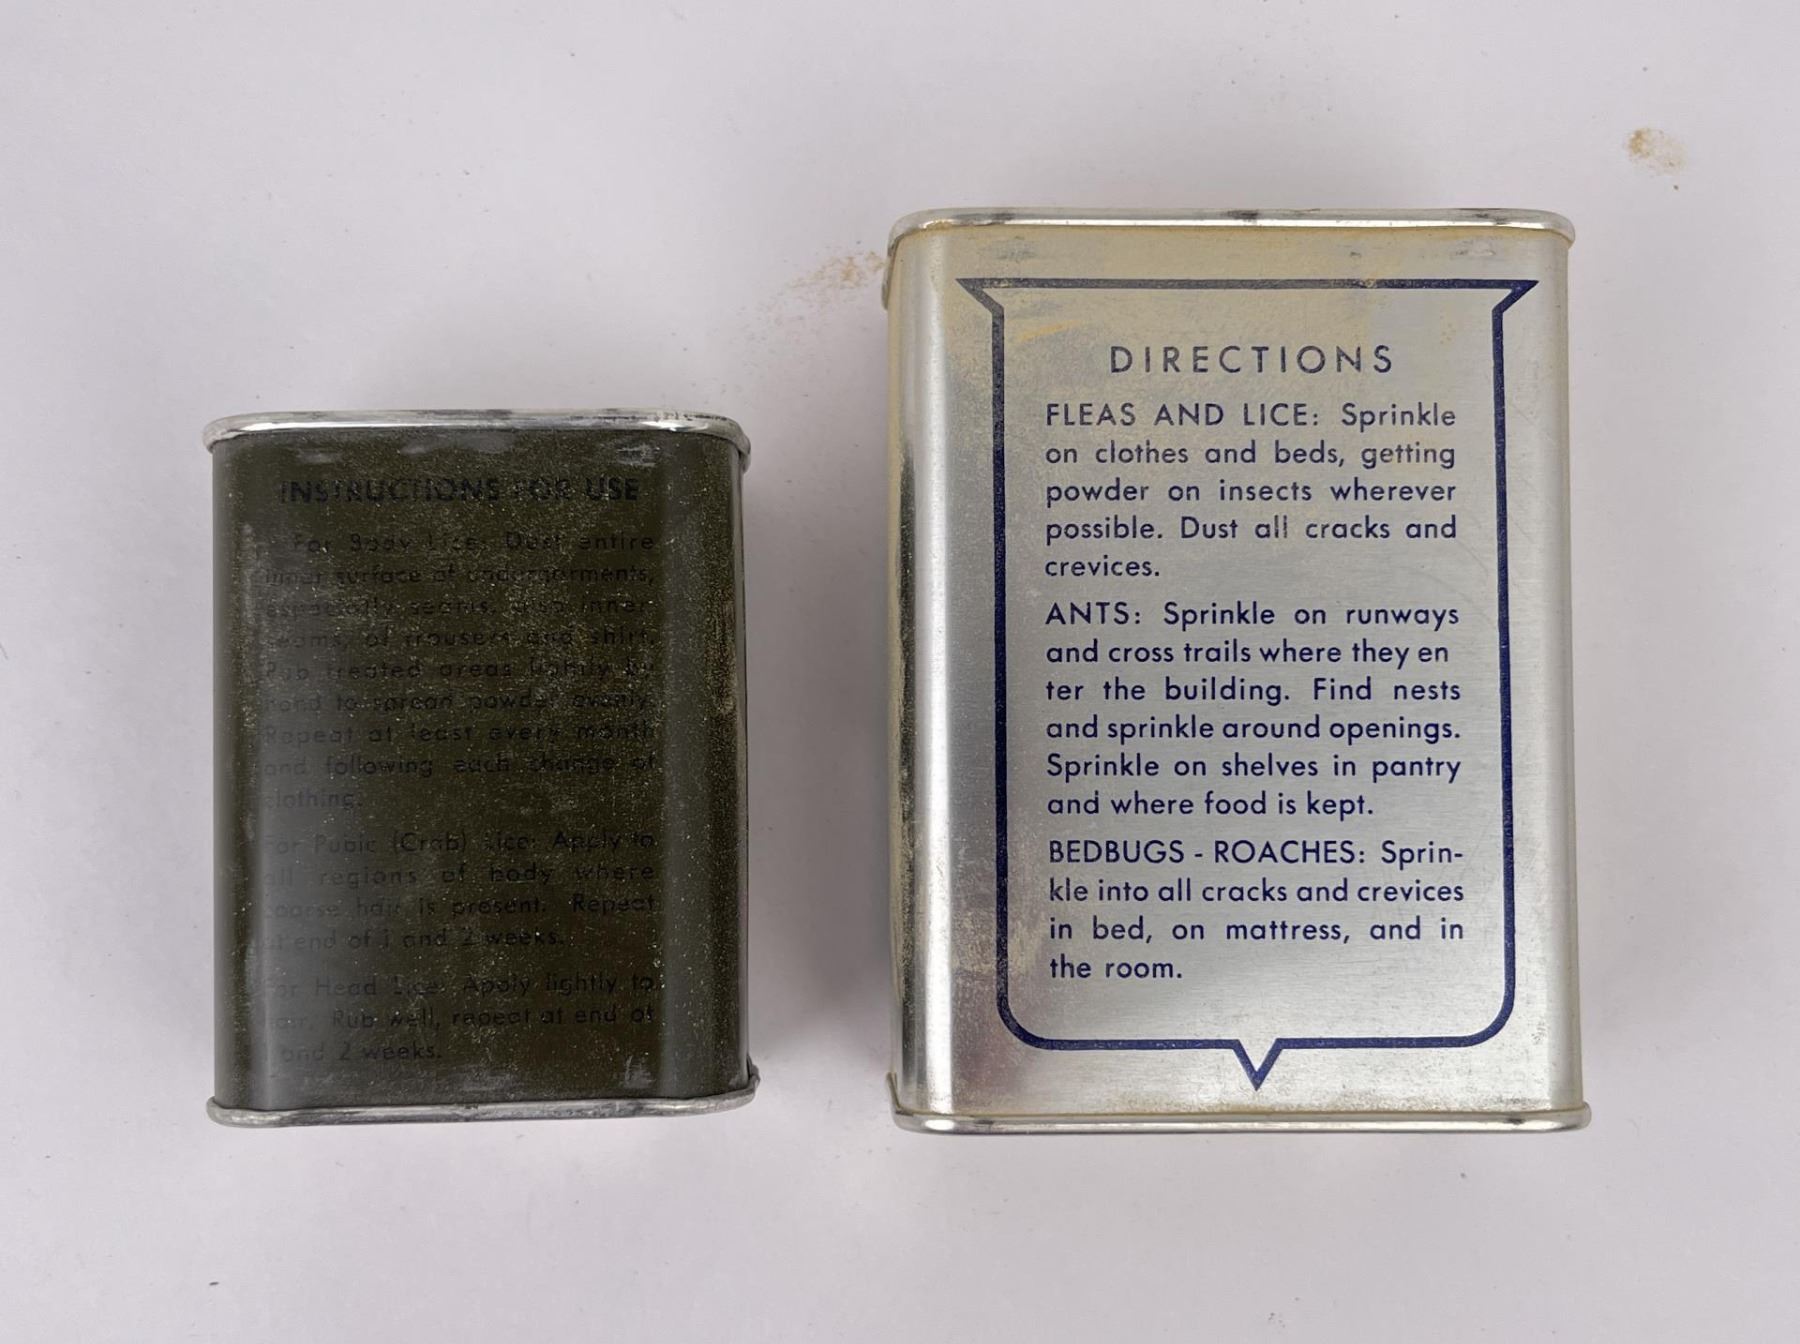 INSTRUCTIONS FOR USE
For Body Lice: Dust entire
inner surface of undergarments,
especially seams, also inner
seams, of trousers and shirt.
Rub treated areas lightly by
hand to spread powder evenly.
Repeat at least every month
and following each change of
clothing.
For Pubic (Crab) Lice: Apply to
all regions of body where
coarse hair is present. Repeat
at end of 1 and 2 weeks.
For Head Lice: Apply lightly to
hair. Rub well, repeat at end of
1 and 2 weeks.
DIRECTIONS
FLEAS AND LICE: Sprinkle
on clothes and beds, getting
powder on insects wherever
possible. Dust all cracks and
crevices.
ANTS: Sprinkle on runways
and cross trails where they en
ter the building. Find nests
and sprinkle around openings.
Sprinkle on shelves in pantry
and where food is kept.
BEDBUGS - ROACHES: Sprin-
kle into all cracks and crevices
in bed, on mattress, and in
the room.